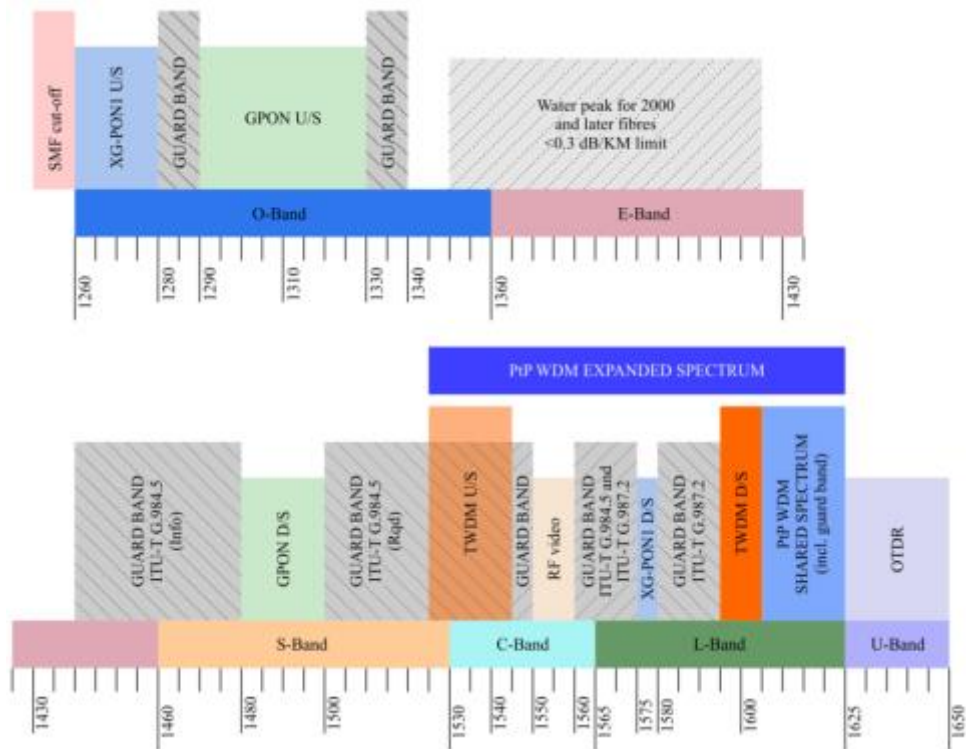 SMF cut-off
XG-PON1 U/S
GUARD BAND
GPON U/S
GUARD BAND
Water peak for 2000
and later fibres
<0.3 dB/KM limit
O-Band
E-Band
1260
1280
1290
1310
1330
1340
1360
1430
PtP WDM EXPANDED SPECTRUM
GUARD BAND
ITU-T G.984.5
(Info)
GPON D/S
GUARD BAND
ITU-T G.984.5
(Rqd)
TWDM U/S
GUARD BAND
RF video
GUARD BAND
ITU-T G.984.5 and
ITU-T G.987.2
XG-PON1 D/S
GUARD BAND
ITU-T G.987.2
TWDM D/S
PtP WDM
SHARED SPECTRUM
(incl. guard band)
OTDR
S-Band
C-Band
L-Band
U-Band
1430
1460
1480
1500
1530
1540
1550
1560
1565
1575
1580
1600
1625
1650